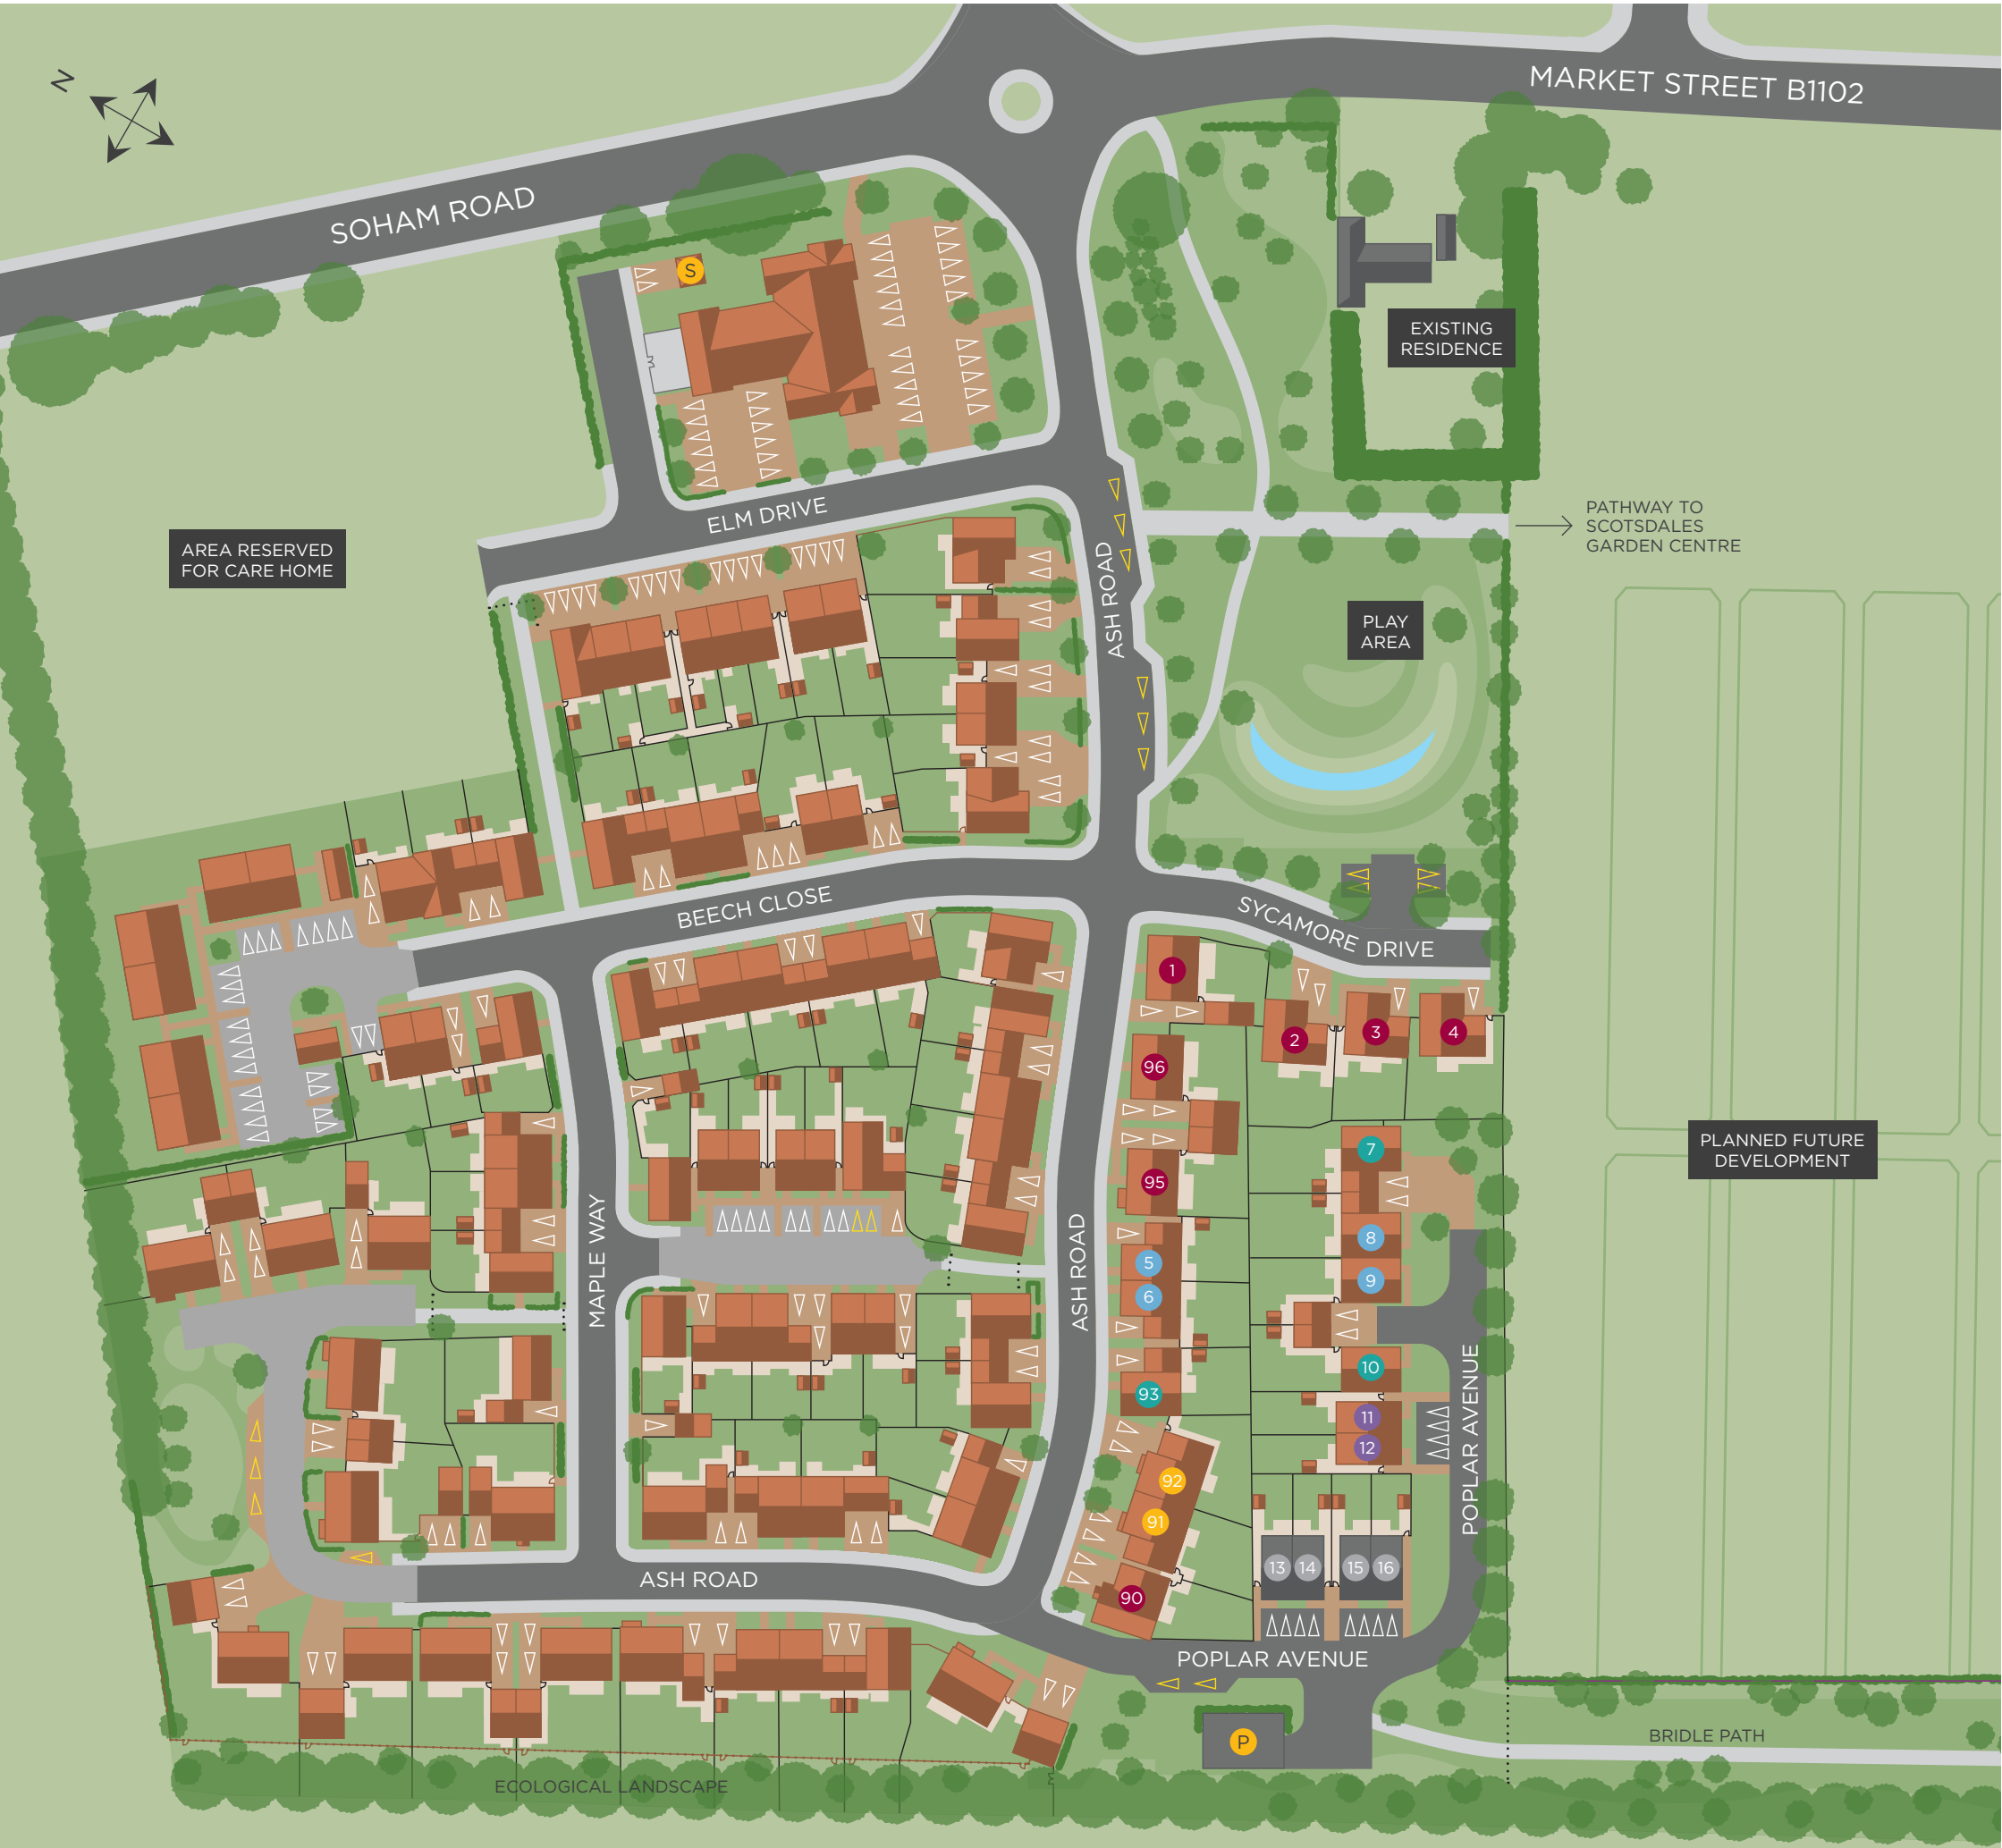 MARKET STREET B1102
N
SOHAM ROAD
S
EXISTING
RESIDENCE
PATHWAY TO
SCOTSDALES
GARDEN CENTRE
ELM DRIVE
AREA RESERVED
FOR CARE HOME
ASH ROAD
PLAY
AREA
BEECH CLOSE
SYCAMORE DRIVE
1
2
3
4
96
95
7
8
9
5
6
10
93
11
12
92
91
13
14
15
16
90
PLANNED FUTURE
DEVELOPMENT
MAPLE WAY
ASH ROAD
POPLAR AVENUE
ASH ROAD
POPLAR AVENUE
P
BRIDLE PATH
ECOLOGICAL LANDSCAPE